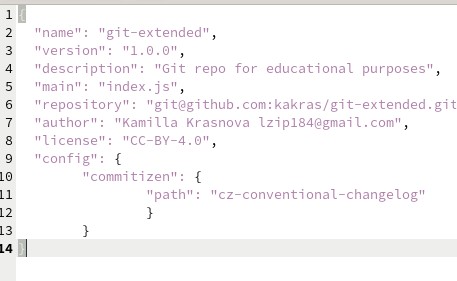 1 {
2 "name": "git-extended",
3 "version": "1.0.0",
4 "description": "Git repo for educational purposes",
5 "main": "index.js",
6 "repository": "git@github.com:kakras/git-extended.git
7 "author": "Kamilla Krasnova lzip184@gmail.com",
8 "license": "CC-BY-4.0",
9 "config": {
10 "commitizen": {
11 "path": "cz-conventional-changelog"
12 }
13 }
14 }